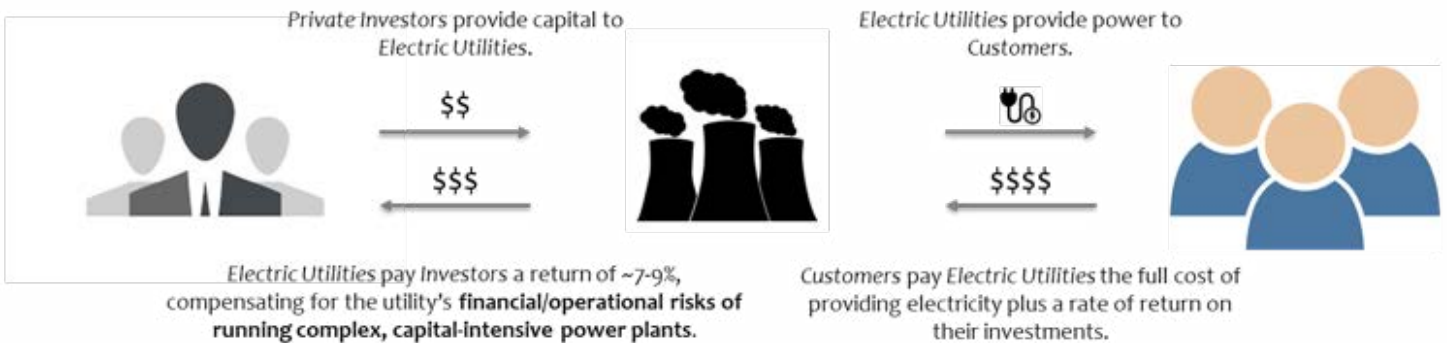 Private Investors provide capital to
Electric Utilities.
Electric Utilities provide power to
Customers.
$$
$$$
$$$$
Electric Utilities pay Investors a return of ~7-9%,
compensating for the utility's financial/operational risks of
running complex, capital-intensive power plants.
Customers pay Electric Utilities the full cost of
providing electricity plus a rate of return on
their investments.